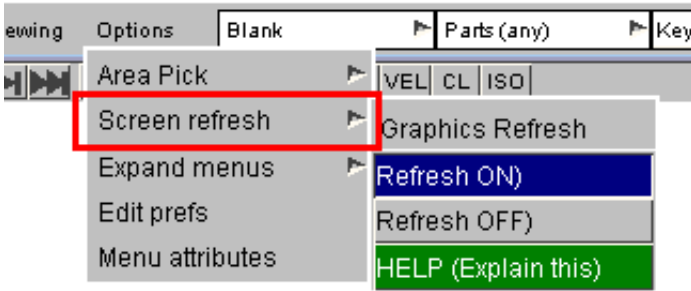 ewing Options Blank Parts (any) Key
Area Pick VEL CL ISO
Screen refresh Graphics Refresh
Expand menus Refresh ON)
Edit prefs Refresh OFF)
Menu attributes HELP (Explain this)